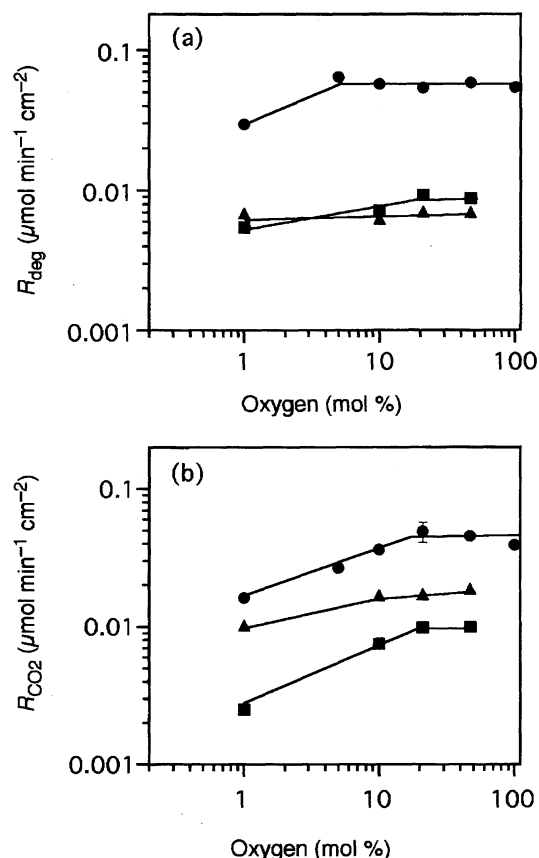 (a)
0.1
0.01
0.001
R_deg (µmol min⁻¹ cm⁻²)
1 10 100
Oxygen (mol %)
(b)
0.1
0.01
0.001
R_CO2 (µmol min⁻¹ cm⁻²)
1 10 100
Oxygen (mol %)